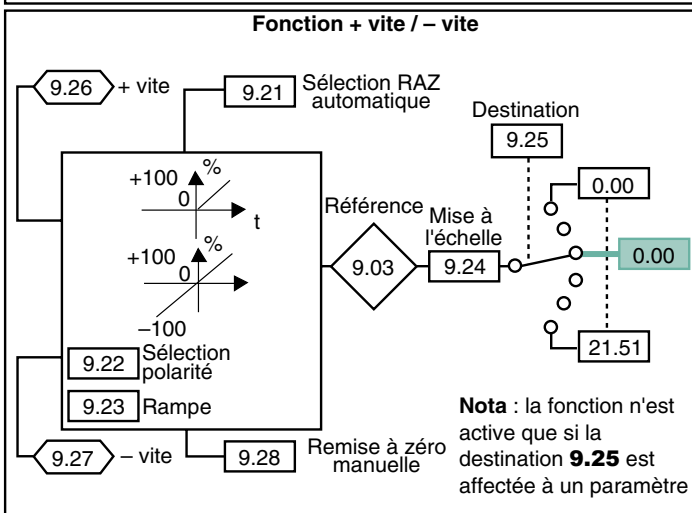 Fonction + vite / – vite
9.26 + vite
9.21 Sélection RAZ
automatique
Destination
9.25
+100 %
0
t
0.00
Référence
Mise à
l'échelle
+100 %
0
–100
9.03
9.24
0.00
9.22 Sélection
polarité
21.51
9.23 Rampe
9.27 – vite
9.28 Remise à zéro
manuelle
Nota : la fonction n'est
active que si la
destination 9.25 est
affectée à un paramètre